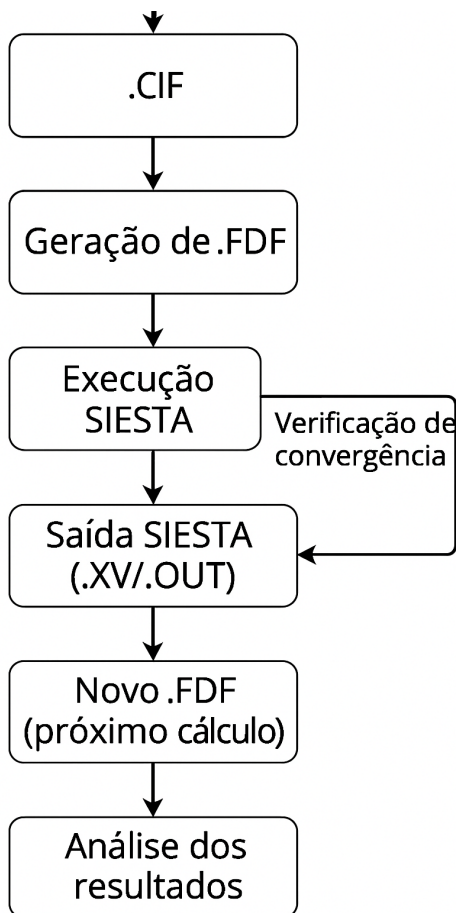 .CIF
Geração de .FDF
Execução
SIESTA
Verificação de
convergência
Saída SIESTA
(.XV/.OUT)
Novo .FDF
(próximo cálculo)
Análise dos
resultados